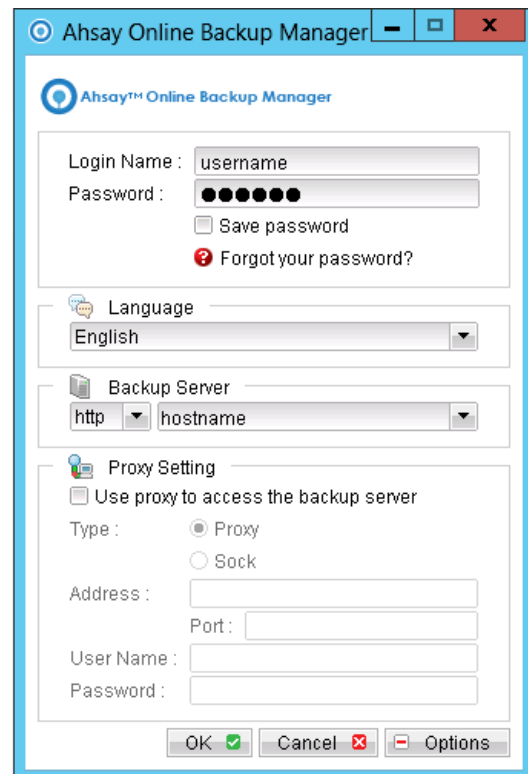 Ahsay Online Backup Manager
Ahsay™ Online Backup Manager
Login Name : username
Password : ●●●●●●
Save password
Forgot your password?
Language
English
Backup Server
http hostname
Proxy Setting
Use proxy to access the backup server
Type : Proxy
Sock
Address :
Port :
User Name :
Password :
OK Cancel Options